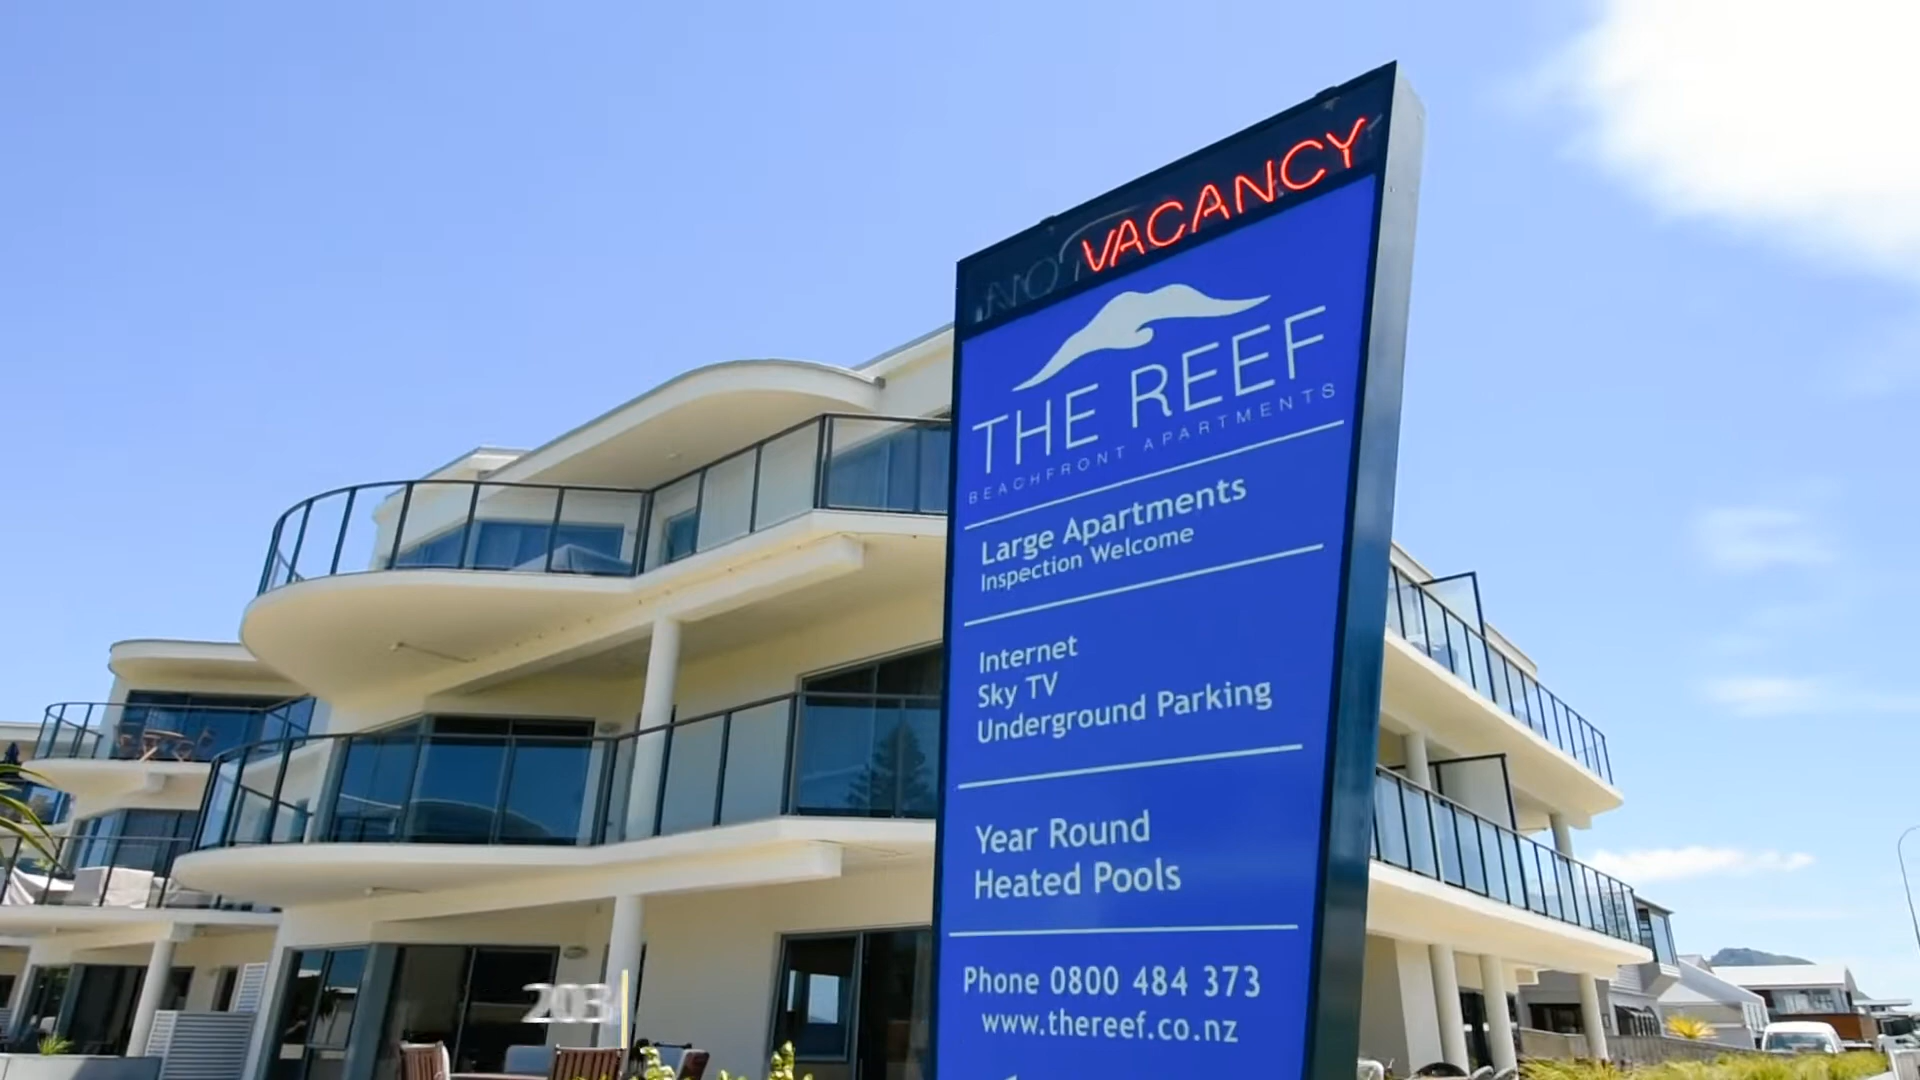 NO VACANCY
THE REEF
BEACHFRONT APARTMENTS
Large Apartments
Inspection Welcome
Internet
Sky TV
Underground Parking
Year Round
Heated Pools
Phone 0800 484 373
www.thereef.co.nz
203